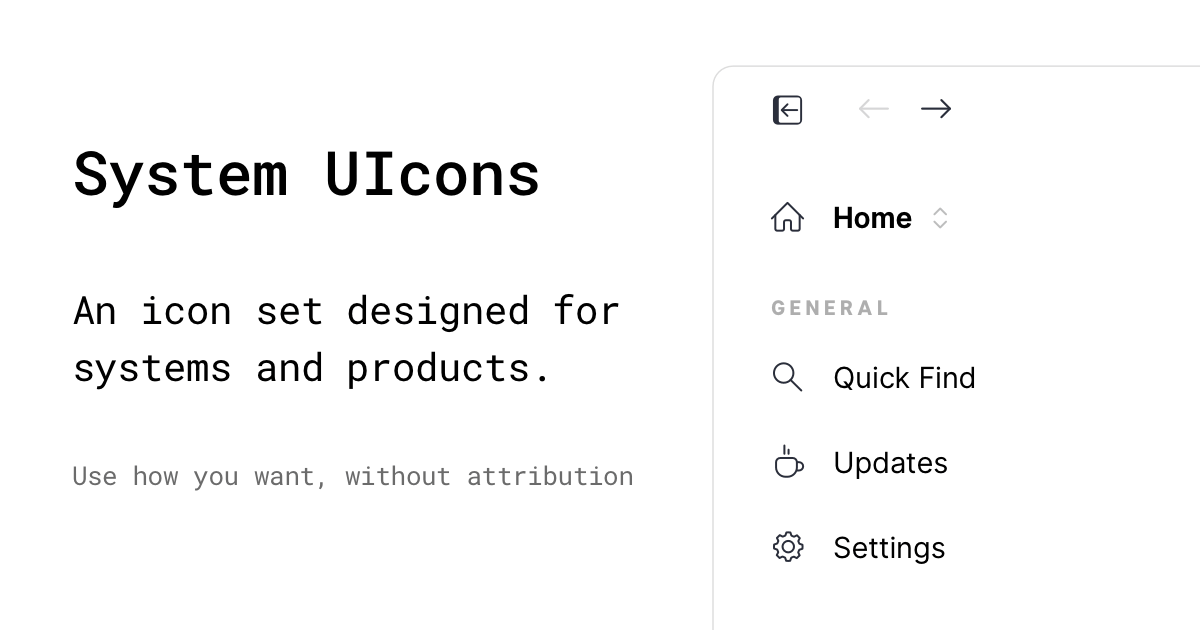 System UIcons
An icon set designed for
systems and products.
Use how you want, without attribution
Home
GENERAL
Quick Find
Updates
Settings